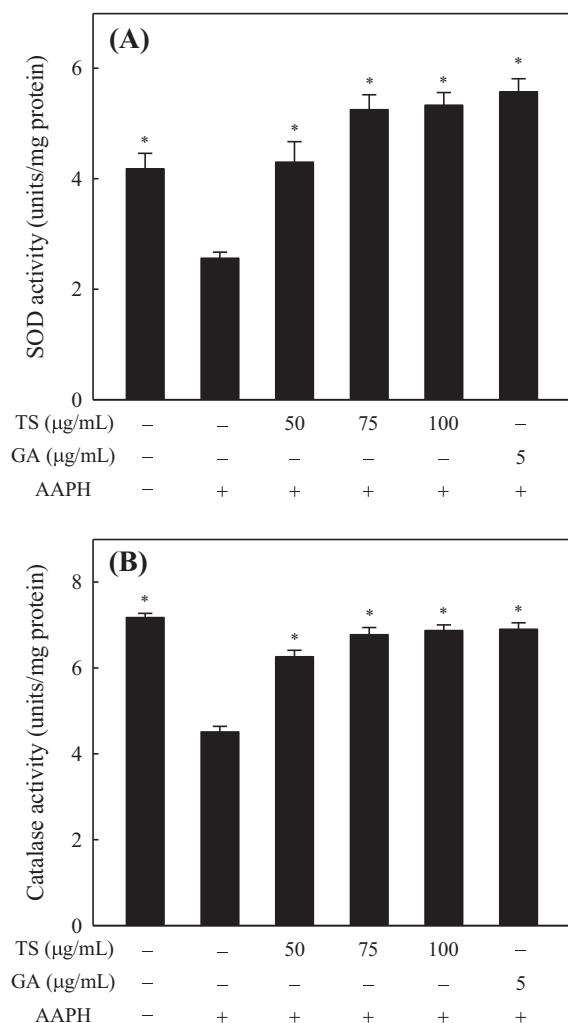 (A)
SOD activity (units/mg protein)
6
4
2
0
* * * * *
TS (μg/mL) – – 50 75 100 –
GA (μg/mL) – – – – – 5
AAPH – + + + + +
(B)
Catalase activity (units/mg protein)
8
6
4
2
0
* * * * *
TS (μg/mL) – – 50 75 100 –
GA (μg/mL) – – – – – 5
AAPH – + + + + +